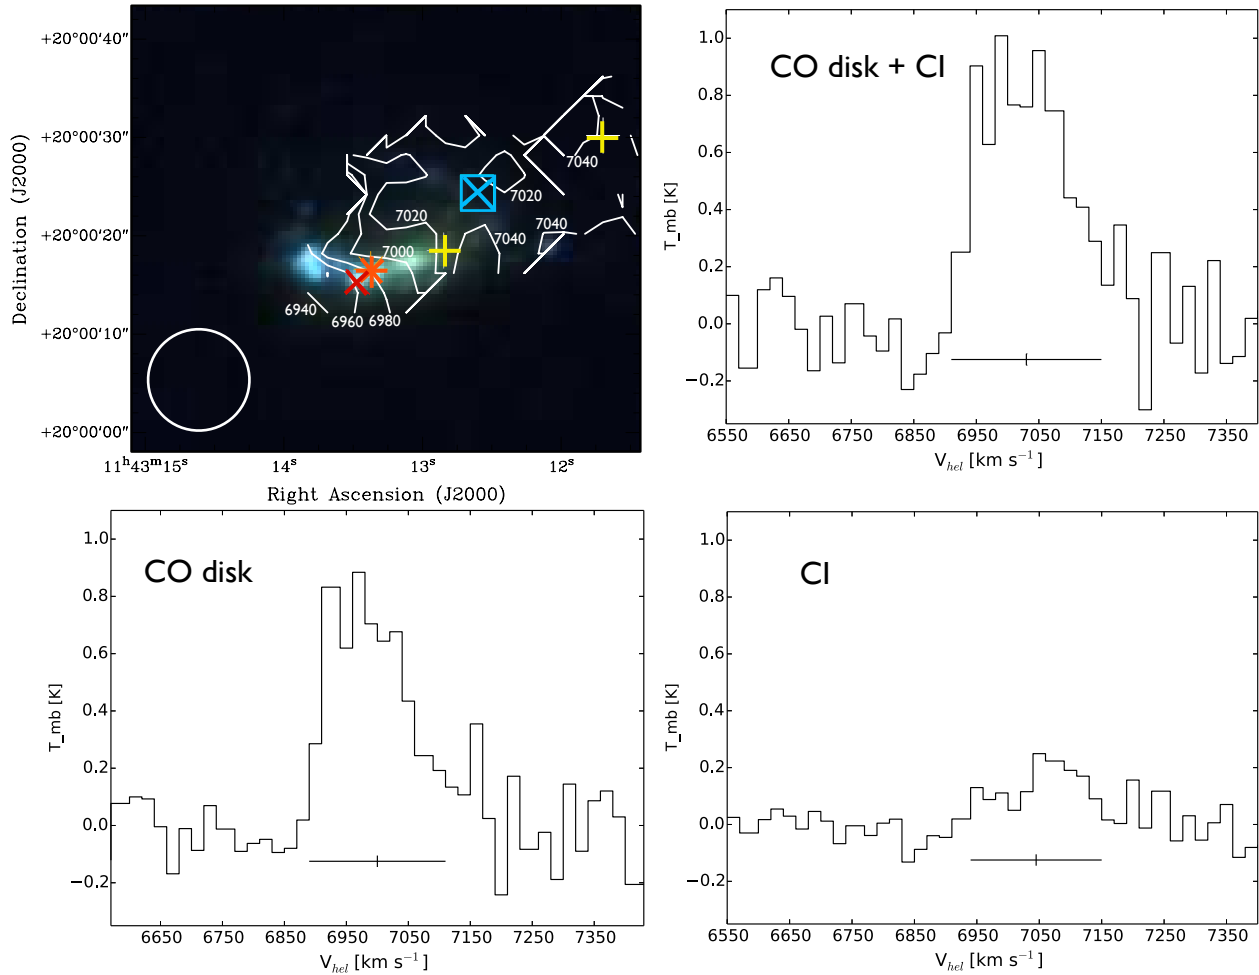 +20°00′40″
+20°00′30″
+20°00′20″
+20°00′10″
+20°00′00″
Declination (J2000)
7040
7020
7020
7040
7040
7000
6940
6960
6980
11ʰ43ᵐ15ˢ
14ˢ
13ˢ
12ˢ
Right Ascension (J2000)
CO disk + CI
1.0
0.8
0.6
0.4
0.2
0.0
−0.2
T_mb [K]
6550 6650 6750 6850 6950 7050 7150 7250 7350
V_hel [km s⁻¹]
CO disk
1.0
0.8
0.6
0.4
0.2
0.0
−0.2
T_mb [K]
6650 6750 6850 6950 7050 7150 7250 7350
V_hel [km s⁻¹]
CI
1.0
0.8
0.6
0.4
0.2
0.0
−0.2
T_mb [K]
6550 6650 6750 6850 6950 7050 7150 7250 7350
V_hel [km s⁻¹]